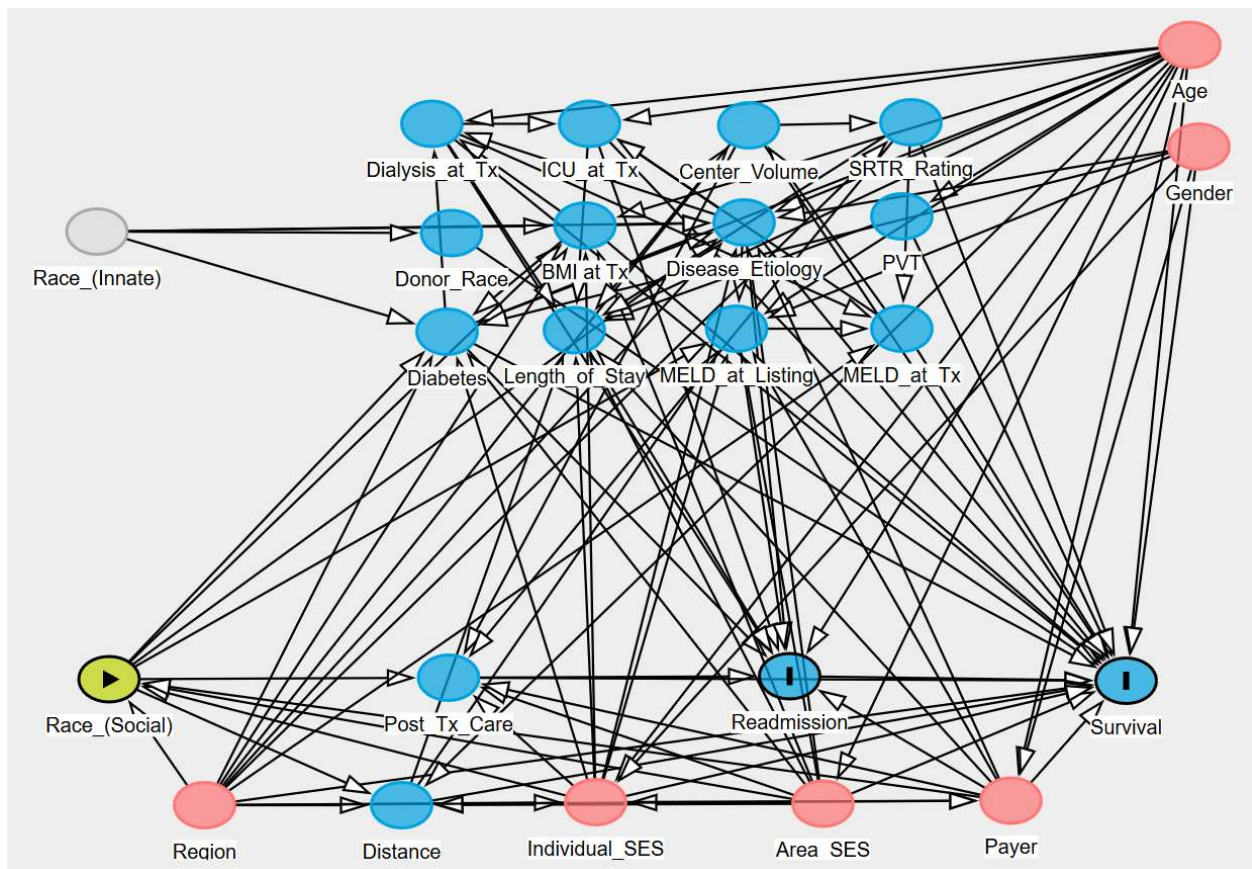 Age
Dialysis_at_Tx
ICU_at_Tx
Center_Volume
SRTR_Rating
Gender
Race_(Innate)
Donor_Race
BMI at Tx
Disease_Etiology
PVT
Diabetes
Length_of_Stay
MELD_at_Listing
MELD_at_Tx
Race_(Social)
Post_Tx_Care
Readmission
Survival
Region
Distance
Individual_SES
Area_SES
Payer